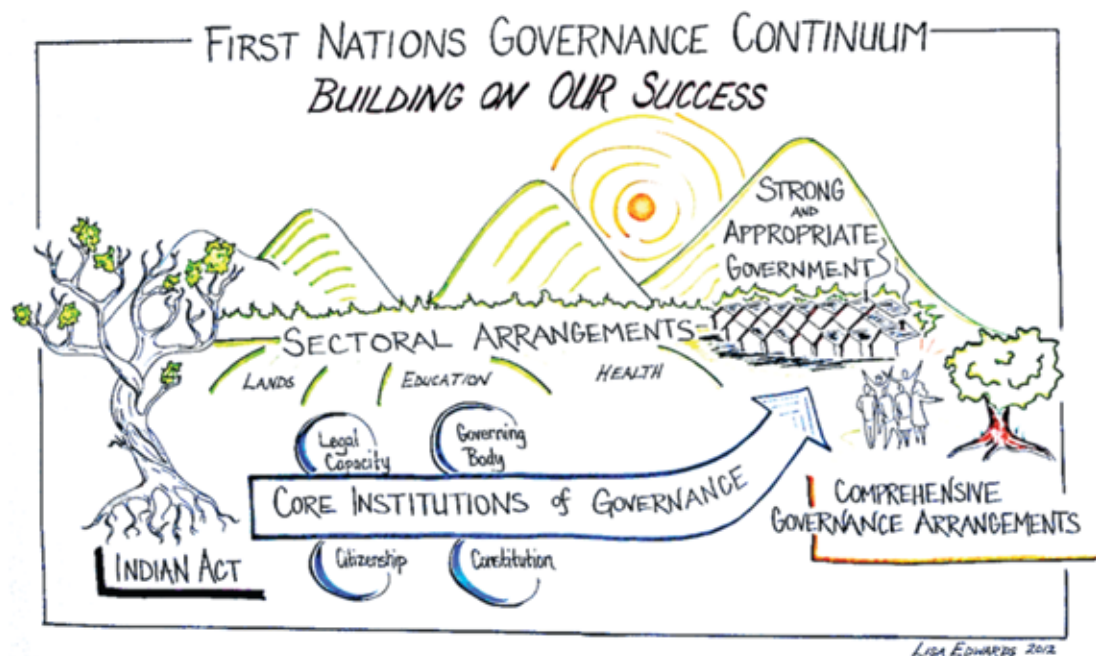 FIRST NATIONS GOVERNANCE CONTINUUM
BUILDING ON OUR SUCCESS
STRONG
AND
APPROPRIATE
GOVERNMENT
SECTORAL ARRANGEMENTS
LANDS
EDUCATION
HEALTH
Legal
Capacity
Governing
Body
CORE INSTITUTIONS of GOVERNANCE
Citizenship
Constitution
INDIAN ACT
COMPREHENSIVE
GOVERNANCE ARRANGEMENTS
LISA EDWARDS 2012